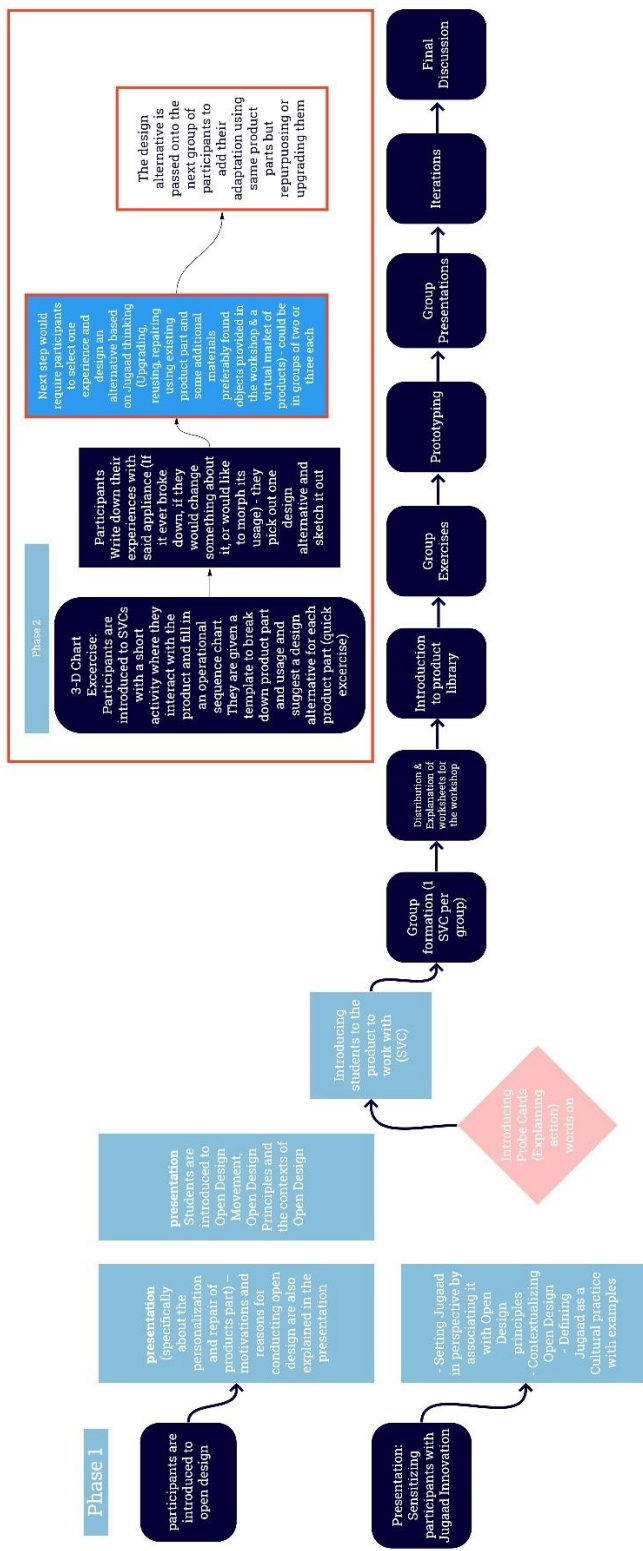 Phase 1
participants are
introduced to
open design
presentation
(specifically
about the
personalization
and repair of
products part) –
motivations and
reasons for
conducting open
design are also
explained in the
presentation
presentation
Students are
introduced to
Open Design
Movement,
Open Design
Principles and
the contexts of
Open Design
Presentation:
Sensitizing
participants with
Jugaad Innovation
- Setting Jugaad
in perspective by
associating it
with Open
Design
principles
- Contextualizing
Open Design
- Defining
Jugaad as a
Cultural practice
with examples
Introducing
Probe Cards
(Explaining
action)
words on
Introducing
students to the
product to
work with
(SVC)
Group
formation (1
SVC per
group)
Distribution &
Explanation of
worksheets for
the workshop
Introduction
to product
library
Group
Exercises
Prototyping
Group
Presentations
Iterations
Final
Discussion
Phase 2
3-D Chart
Excercise:
Participants are
introduced to SVCs
with a short
activity where they
interact with the
product and fill in
an operational
sequence chart.
They are given a
template to break
down product part
and usage and
suggest a design
alternative for each
product part (quick
excercise)
Participants
Write down their
experiences with
said appliance (If
it ever broke
down, if they
would change
something about
it, or would like
to morph its
usage) - they
pick out one
design
alternative and
sketch it out
Next step would
require participants
to select one
experience and
design an
alternative based
on Jugaad thinking
(Upgrading,
reusing, repairing
using existing
product part and
some additional
materials
preferably found
objects provided in
the workshop & a
virtual market of
products) - could be
in groups of two or
three each
The design
alternative is
passed onto the
next group of
participants to
add their
adaptation using
same product
parts but
repurpuosing or
upgrading them